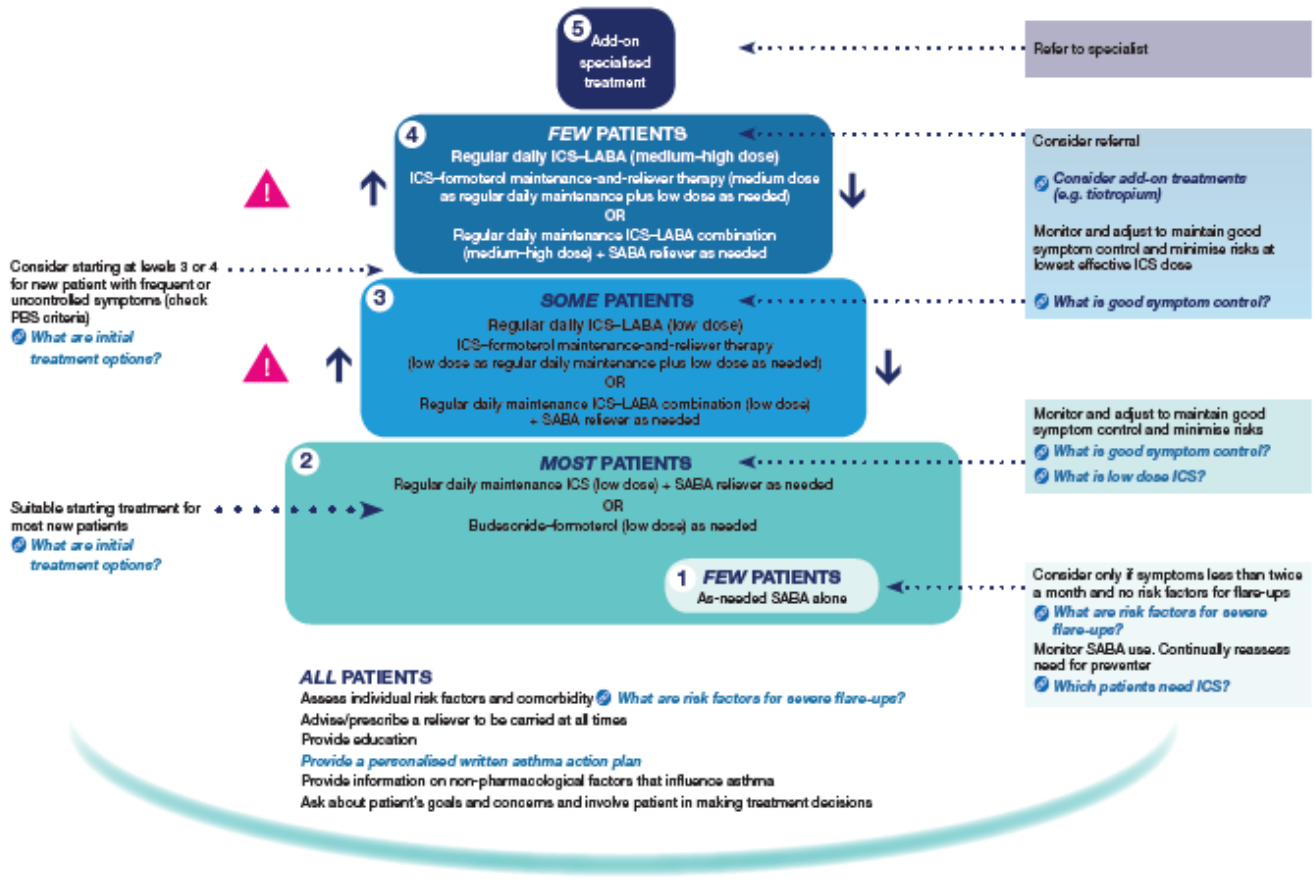 5
Add-on
specialised
treatment
Refer to specialist
4
FEW PATIENTS
Regular daily ICS–LABA (medium–high dose)
ICS–formoterol maintenance-and-reliever therapy (medium dose
as regular daily maintenance plus low dose as needed)
OR
Regular daily maintenance ICS–LABA combination
(medium–high dose) + SABA reliever as needed
!
Consider referral
Consider add-on treatments
(e.g. tiotropium)
Monitor and adjust to maintain good
symptom control and minimise risks at
lowest effective ICS dose
What is good symptom control?
Consider starting at levels 3 or 4
for new patient with frequent or
uncontrolled symptoms (check
PBS criteria)
What are initial
treatment options?
3
SOME PATIENTS
Regular daily ICS–LABA (low dose)
ICS–formoterol maintenance-and-reliever therapy
(low dose as regular daily maintenance plus low dose as needed)
OR
Regular daily maintenance ICS–LABA combination (low dose)
+ SABA reliever as needed
!
Monitor and adjust to maintain good
symptom control and minimise risks
What is good symptom control?
What is low dose ICS?
2
MOST PATIENTS
Regular daily maintenance ICS (low dose) + SABA reliever as needed
OR
Budesonide–formoterol (low dose) as needed
Suitable starting treatment for
most new patients
What are initial
treatment options?
1
FEW PATIENTS
As-needed SABA alone
Consider only if symptoms less than twice
a month and no risk factors for flare-ups
What are risk factors for severe
flare-ups?
Monitor SABA use. Continually reassess
need for preventer
Which patients need ICS?
ALL PATIENTS
Assess individual risk factors and comorbidity What are risk factors for severe flare-ups?
Advise/prescribe a reliever to be carried at all times
Provide education
Provide a personalised written asthma action plan
Provide information on non-pharmacological factors that influence asthma
Ask about patient's goals and concerns and involve patient in making treatment decisions